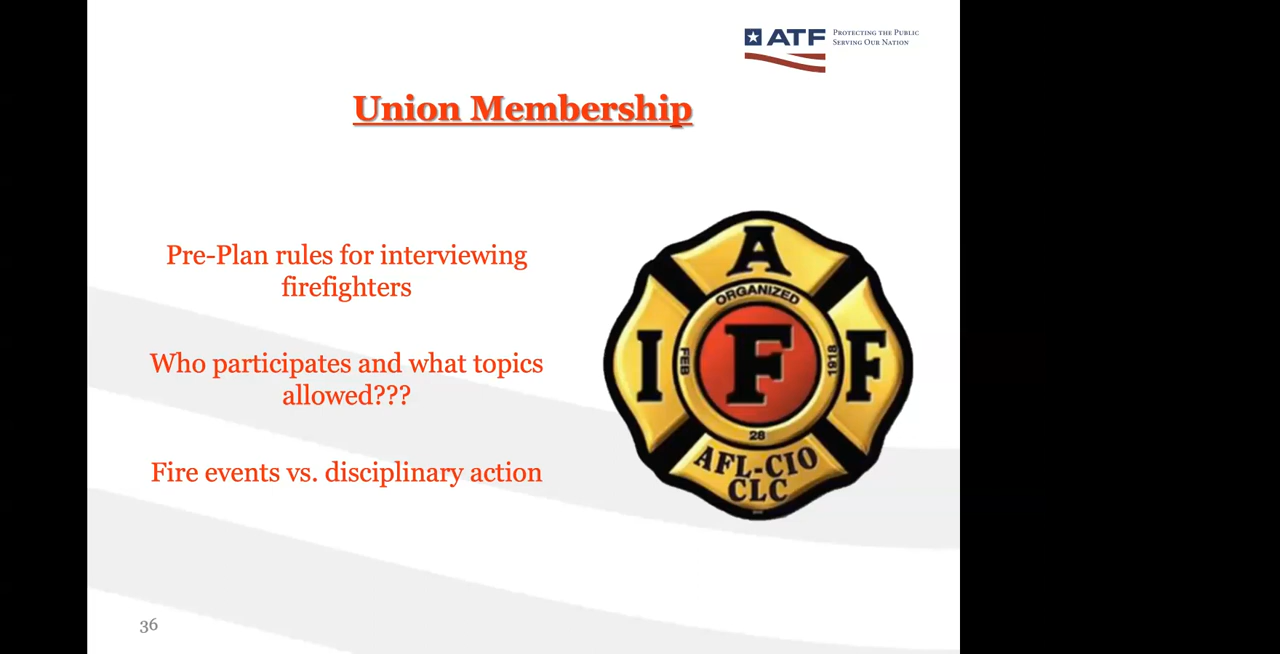 ATF
PROTECTING THE PUBLIC
SERVING OUR NATION
Union Membership
Pre-Plan rules for interviewing
firefighters
Who participates and what topics
allowed???
Fire events vs. disciplinary action
A
ORGANIZED
I F F
FEB 1918
28
AFL-CIO
CLC
36